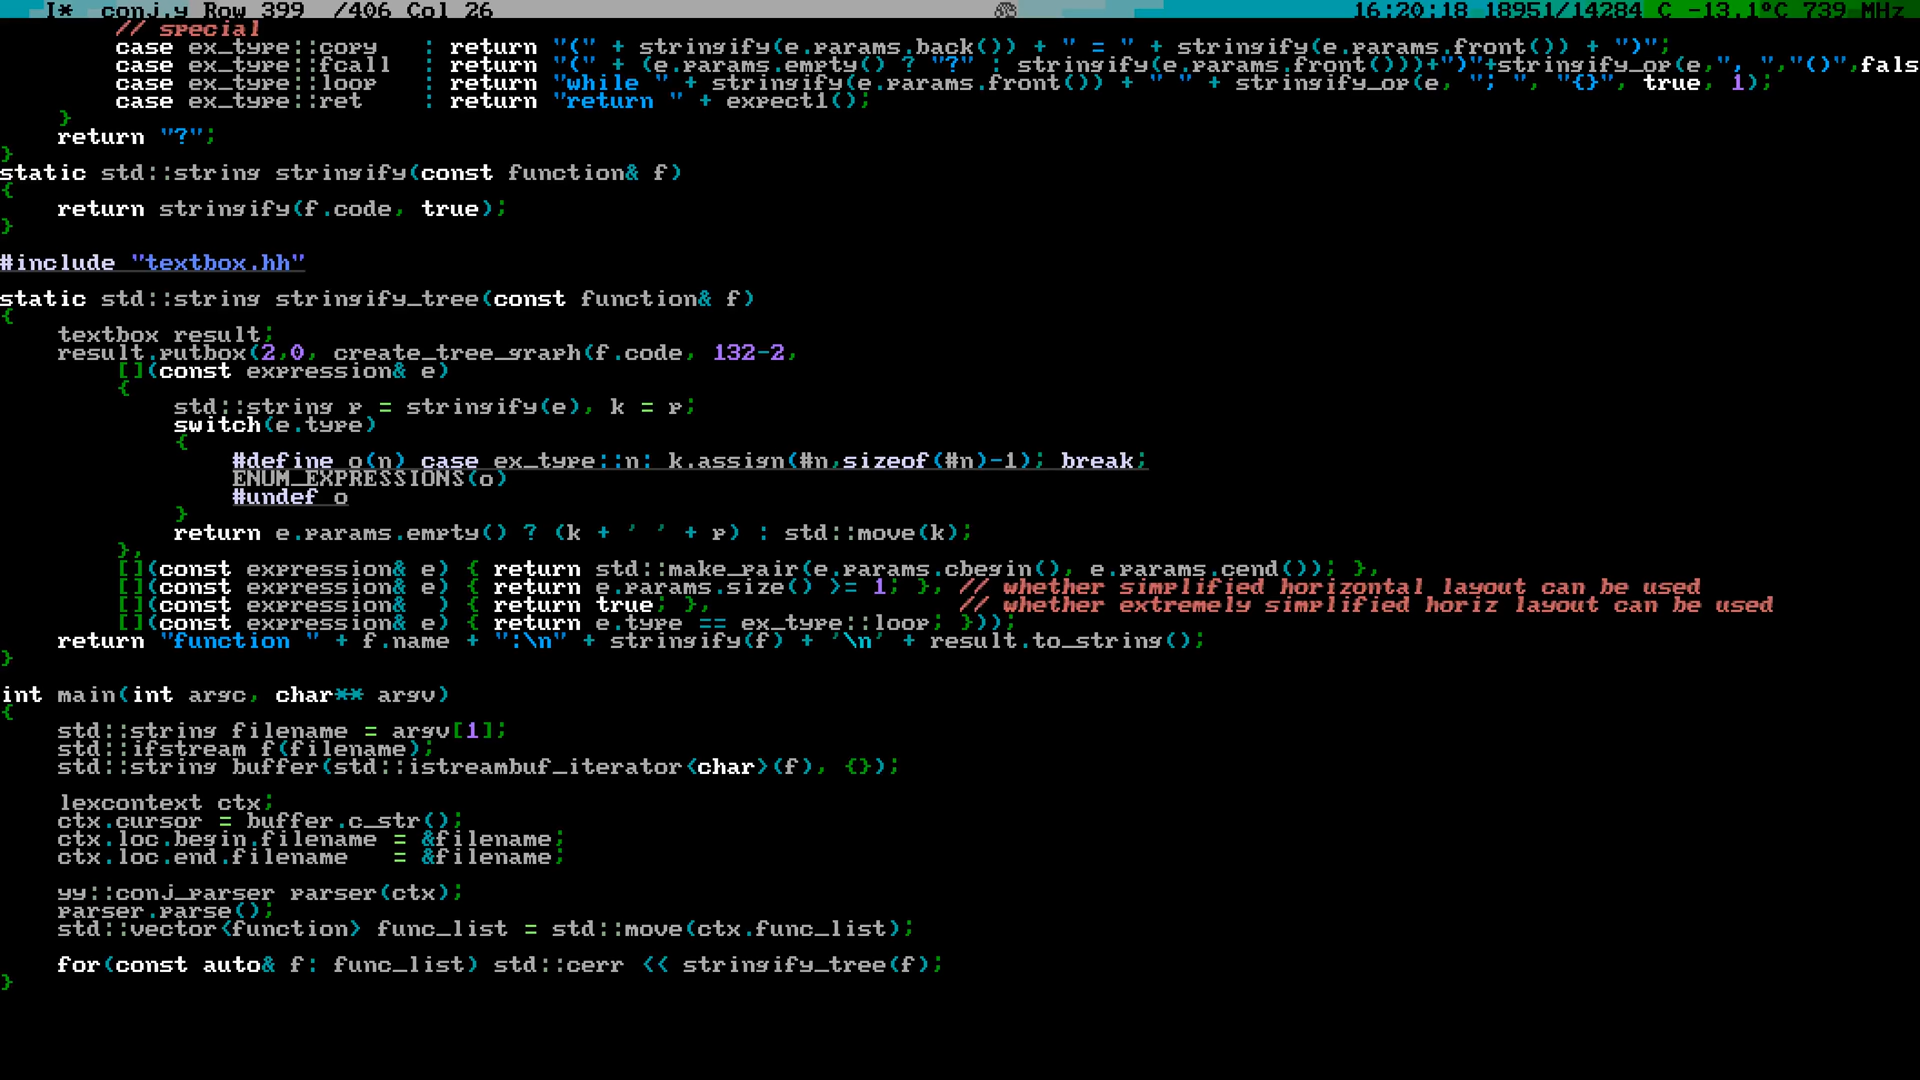 I* conj.y Row 399  /406 Col 26 16:20:18 18951/14284 C -13.1°C 739 MHz
        // special
        case ex_type::copy   : return "(" + stringify(e.params.back()) + " = " + stringify(e.params.front()) + ")";
        case ex_type::fcall  : return "(" + (e.params.empty() ? "?" : stringify(e.params.front()))+")"+stringify_op(e,", ","()",fals
        case ex_type::loop   : return "while " + stringify(e.params.front()) + " " + stringify_op(e, "; ", "{}", true, 1);
        case ex_type::ret    : return "return " + expect1();
    }
    return "?";
}
static std::string stringify(const function& f)
{
    return stringify(f.code, true);
}
#include "textbox.hh"
static std::string stringify_tree(const function& f)
{
    textbox result;
    result.putbox(2,0, create_tree_graph(f.code, 132-2,
        [](const expression& e)
        {
            std::string p = stringify(e), k = p;
            switch(e.type)
            {
                #define o(n) case ex_type::n: k.assign(#n,sizeof(#n)-1); break;
                ENUM_EXPRESSIONS(o)
                #undef o
            }
            return e.params.empty() ? (k + ' ' + p) : std::move(k);
        },
        [](const expression& e) { return std::make_pair(e.params.cbegin(), e.params.cend()); },
        [](const expression& e) { return e.params.size() >= 1; }, // whether simplified horizontal layout can be used
        [](const expression&  ) { return true; },                 // whether extremely simplified horiz layout can be used
        [](const expression& e) { return e.type == ex_type::loop; }));
    return "function " + f.name + ":\n" + stringify(f) + '\n' + result.to_string();
}
int main(int argc, char** argv)
{
    std::string filename = argv[1];
    std::ifstream f(filename);
    std::string buffer(std::istreambuf_iterator<char>(f), {});
    lexcontext ctx;
    ctx.cursor = buffer.c_str();
    ctx.loc.begin.filename = &filename;
    ctx.loc.end.filename   = &filename;
    yy::conj_parser parser(ctx);
    parser.parse();
    std::vector<function> func_list = std::move(ctx.func_list);
    for(const auto& f: func_list) std::cerr << stringify_tree(f);
}